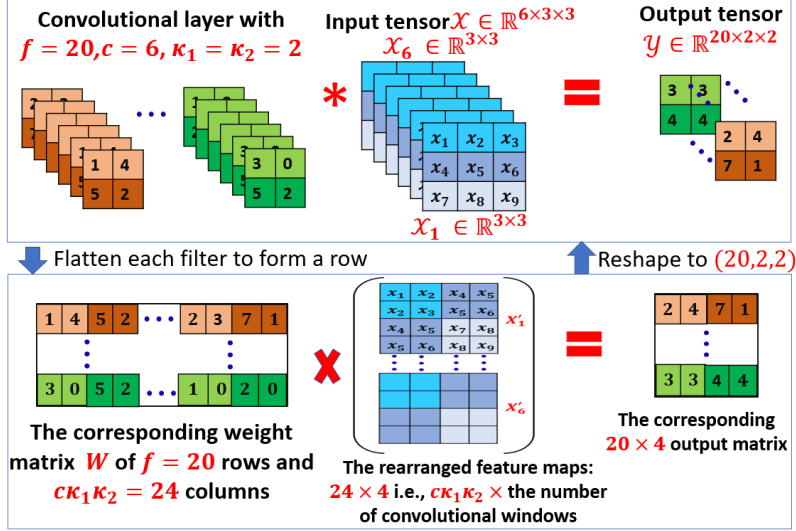 Convolutional layer with
f = 20, c = 6, κ₁ = κ₂ = 2
Input tensor 𝒳 ∈ ℝ^{6×3×3}
𝒳₆ ∈ ℝ^{3×3}
Output tensor
𝒴 ∈ ℝ^{20×2×2}
1 4
5 2
...
3 0
5 2
*
x₁ x₂ x₃
x₄ x₅ x₆
x₇ x₈ x₉
𝒳₁ ∈ ℝ^{3×3}
=
3 3
4 4
2 4
7 1
Flatten each filter to form a row
Reshape to (20,2,2)
1 4 5 2 ... 2 3 7 1
3 0 5 2 ... 1 0 2 0
×
x₁ x₂ x₄ x₅
x₂ x₃ x₅ x₆
x₄ x₅ x₇ x₈
x₅ x₆ x₈ x₉
X′₁
X′₆
=
2 4 7 1
3 3 4 4
The corresponding weight
matrix W of f = 20 rows and
cκ₁κ₂ = 24 columns
The rearranged feature maps:
24 × 4 i.e., cκ₁κ₂ × the number
of convolutional windows
The corresponding
20 × 4 output matrix